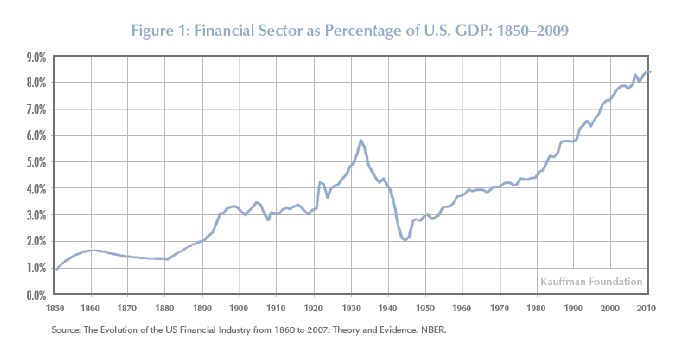 Figure 1: Financial Sector as Percentage of U.S. GDP: 1850–2009
9.0%
8.0%
7.0%
6.0%
5.0%
4.0%
3.0%
2.0%
1.0%
0.0%
Kauffman Foundation
1850 1860 1870 1880 1890 1900 1910 1920 1930 1940 1950 1960 1970 1980 1990 2000 2010
Source: The Evolution of the US Financial Industry from 1860 to 2007: Theory and Evidence, NBER.